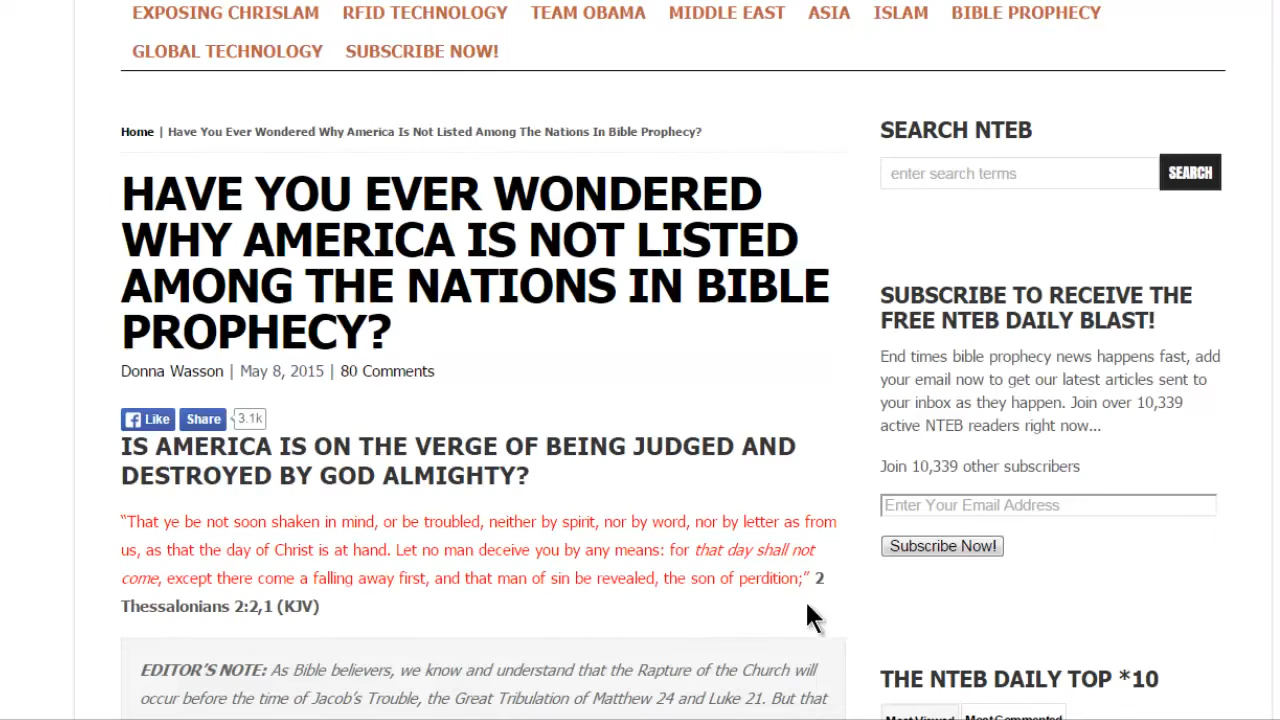 EXPOSING CHRISLAM RFID TECHNOLOGY TEAM OBAMA MIDDLE EAST ASIA ISLAM BIBLE PROPHECY
GLOBAL TECHNOLOGY SUBSCRIBE NOW!
Home | Have You Ever Wondered Why America Is Not Listed Among The Nations In Bible Prophecy?
HAVE YOU EVER WONDERED
WHY AMERICA IS NOT LISTED
AMONG THE NATIONS IN BIBLE
PROPHECY?
Donna Wasson | May 8, 2015 | 80 Comments
Like Share 3.1k
IS AMERICA IS ON THE VERGE OF BEING JUDGED AND
DESTROYED BY GOD ALMIGHTY?
“That ye be not soon shaken in mind, or be troubled, neither by spirit, nor by word, nor by letter as from
us, as that the day of Christ is at hand. Let no man deceive you by any means: for that day shall not
come, except there come a falling away first, and that man of sin be revealed, the son of perdition;” 2
Thessalonians 2:2,1 (KJV)
EDITOR’S NOTE: As Bible believers, we know and understand that the Rapture of the Church will
occur before the time of Jacob’s Trouble, the Great Tribulation of Matthew 24 and Luke 21. But that
SEARCH NTEB
enter search terms SEARCH
SUBSCRIBE TO RECEIVE THE
FREE NTEB DAILY BLAST!
End times bible prophecy news happens fast, add
your email now to get our latest articles sent to
your inbox as they happen. Join over 10,339
active NTEB readers right now...
Join 10,339 other subscribers
Enter Your Email Address
Subscribe Now!
THE NTEB DAILY TOP *10
Most Viewed Most Commented